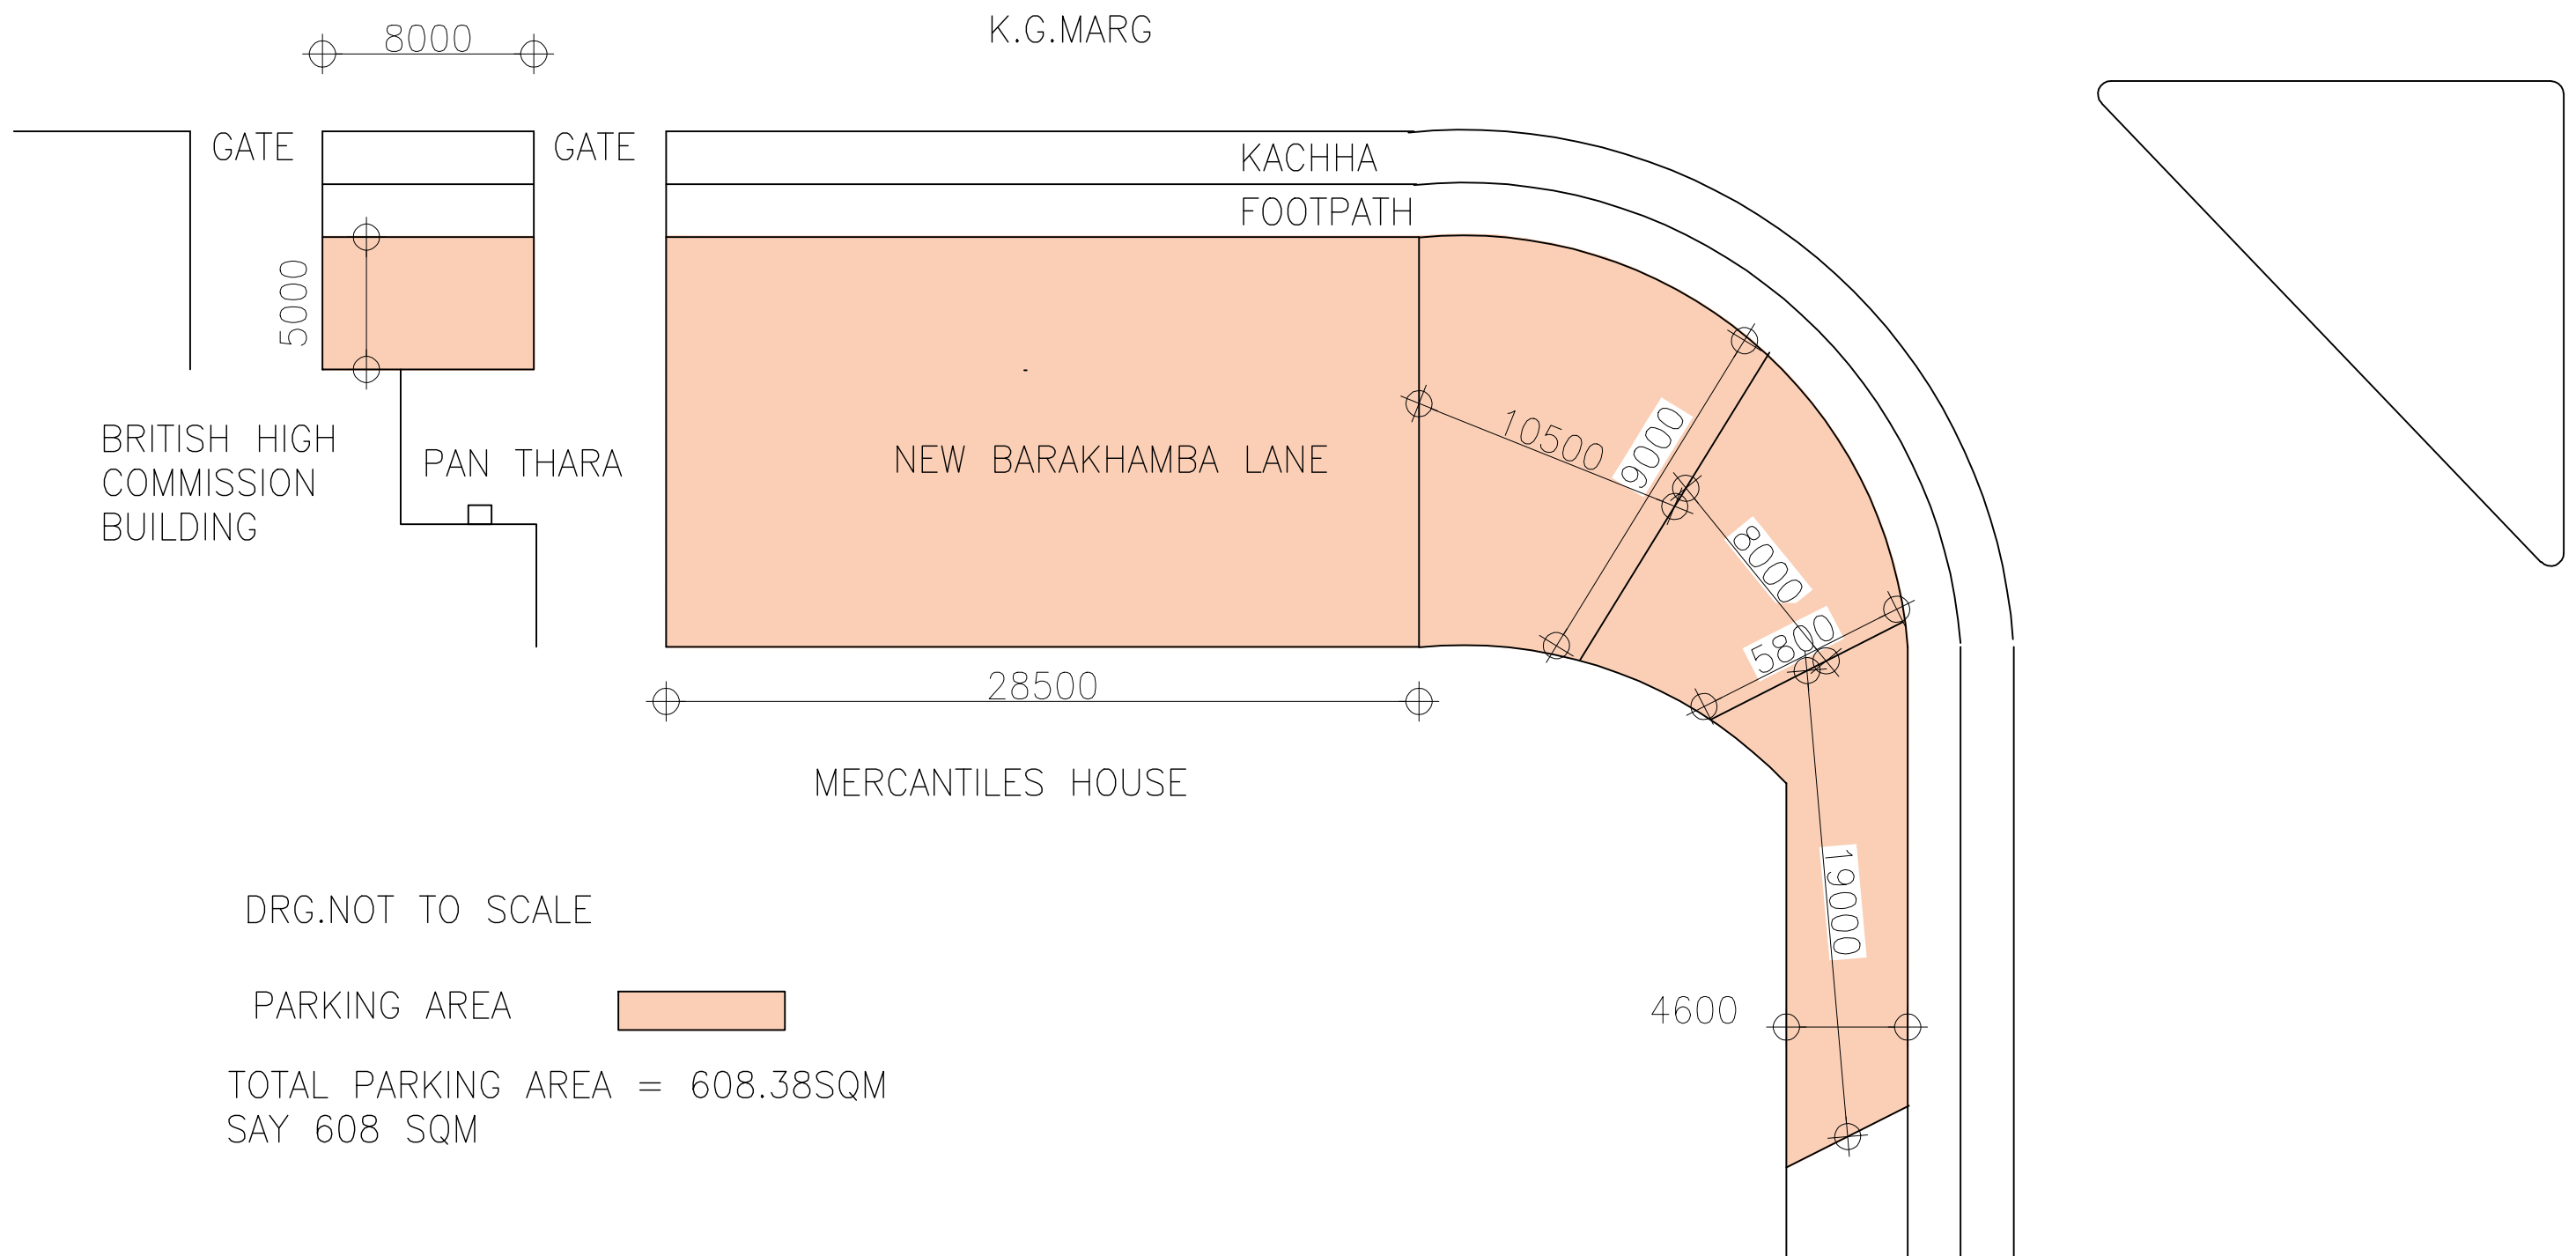 K.G.MARG
8000
GATE
GATE
KACHHA
FOOTPATH
5000
BRITISH HIGH
COMMISSION
BUILDING
PAN THARA
NEW BARAKHAMBA LANE
10500
9000
8000
5800
28500
MERCANTILES HOUSE
19000
4600
DRG.NOT TO SCALE
PARKING AREA
TOTAL PARKING AREA = 608.38SQM
SAY 608 SQM